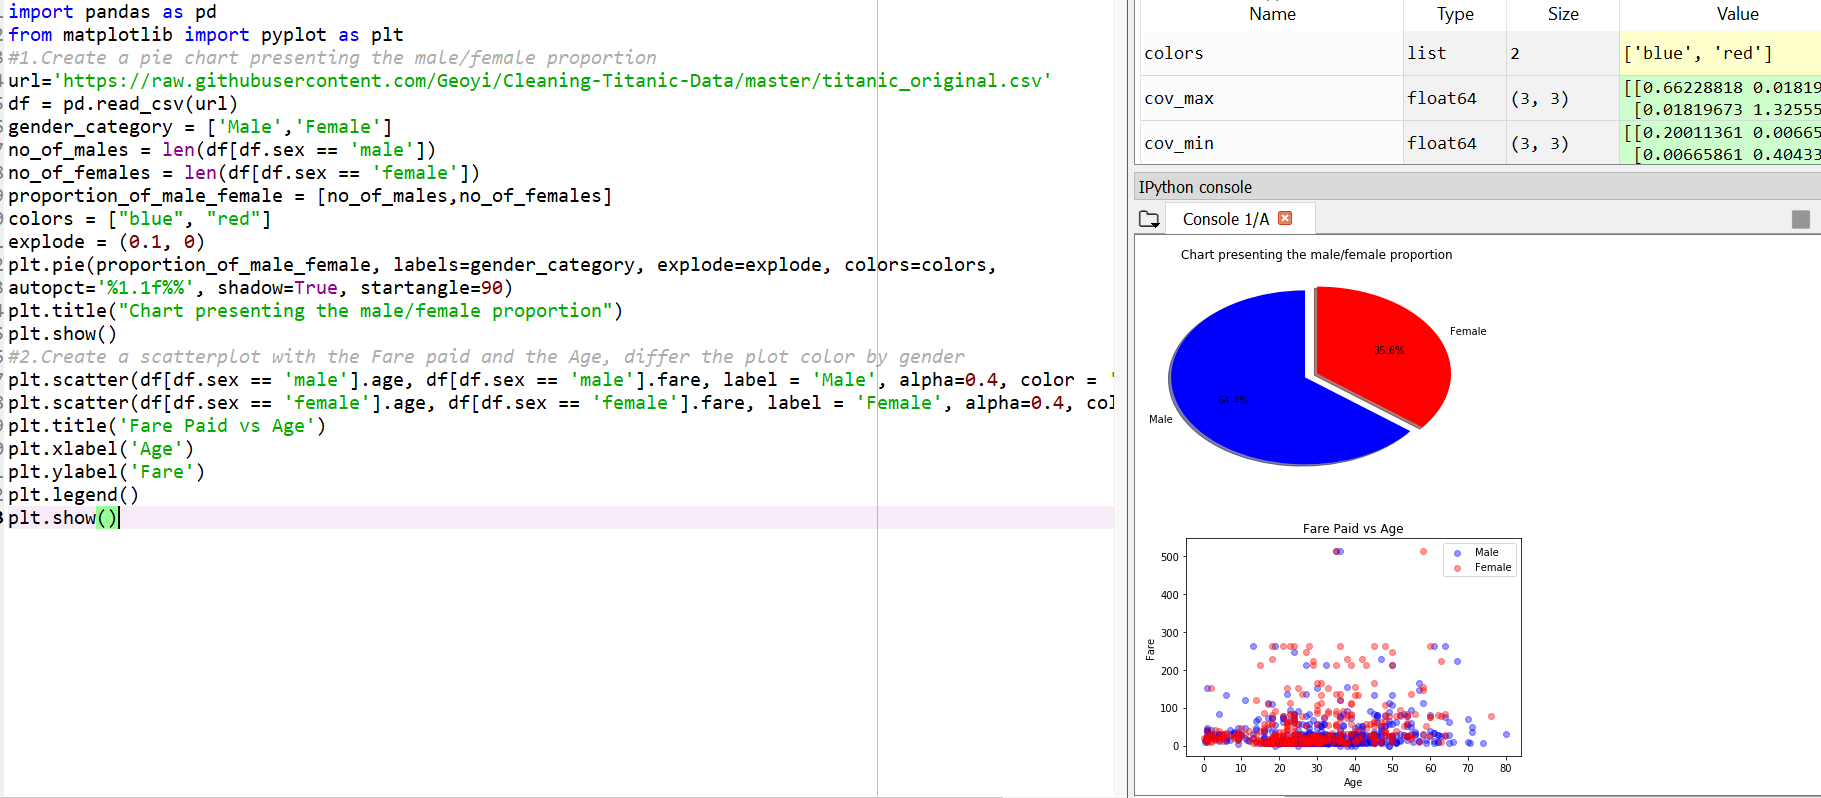 import pandas as pd
from matplotlib import pyplot as plt
#1.Create a pie chart presenting the male/female proportion
url='https://raw.githubusercontent.com/Geoyi/Cleaning-Titanic-Data/master/titanic_original.csv'
df = pd.read_csv(url)
gender_category = ['Male','Female']
no_of_males = len(df[df.sex == 'male'])
no_of_females = len(df[df.sex == 'female'])
proportion_of_male_female = [no_of_males,no_of_females]
colors = ["blue", "red"]
explode = (0.1, 0)
plt.pie(proportion_of_male_female, labels=gender_category, explode=explode, colors=colors,
autopct='%1.1f%%', shadow=True, startangle=90)
plt.title("Chart presenting the male/female proportion")
plt.show()
#2.Create a scatterplot with the Fare paid and the Age, differ the plot color by gender
plt.scatter(df[df.sex == 'male'].age, df[df.sex == 'male'].fare, label = 'Male', alpha=0.4, color = '
plt.scatter(df[df.sex == 'female'].age, df[df.sex == 'female'].fare, label = 'Female', alpha=0.4, col
plt.title('Fare Paid vs Age')
plt.xlabel('Age')
plt.ylabel('Fare')
plt.legend()
plt.show()
Name Type Size Value
colors list 2 ['blue', 'red']
cov_max float64 (3, 3) [[0.66228818 0.01819
[0.01819673 1.32555
cov_min float64 (3, 3) [[0.20011361 0.00665
[0.00665861 0.40433
IPython console
Console 1/A
Chart presenting the male/female proportion
Female
35.6%
64.4%
Male
Fare Paid vs Age
Male
Female
500
400
300
200
100
0
Fare
0 10 20 30 40 50 60 70 80
Age